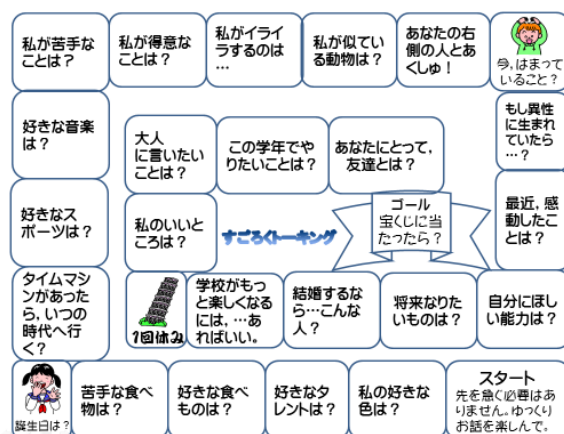 私が苦手な
ことは？
私が得意な
ことは？
私がイライ
ラするのは
…
私が似てい
る動物は？
あなたの右
側の人とあ
くしゅ！
今，はまって
いること？
好きな音楽
は？
大人
に言いたい
ことは？
この学年でや
りたいことは？
あなたにとって，
友達とは？
もし異性
に生まれ
ていたら
…？
好きなス
ポーツは？
私のいいと
ころは？
すごろくトーキング
ゴール
宝くじに当
たったら？
最近，感
動したこ
とは？
タイムマシ
ンがあった
ら，いつの
時代へ行
く？
1回休み
学校がもっ
と楽しくなる
には，…あ
ればいい。
結婚するな
ら…こんな
人？
将来なりた
いものは？
自分にほし
い能力は？
誕生日は？
苦手な食べ
物は？
好きな食べ
ものは？
好きなタ
レントは？
私の好きな
色は？
スタート
先を急ぐ必要はあ
りません。ゆっくり
お話を楽しんで。